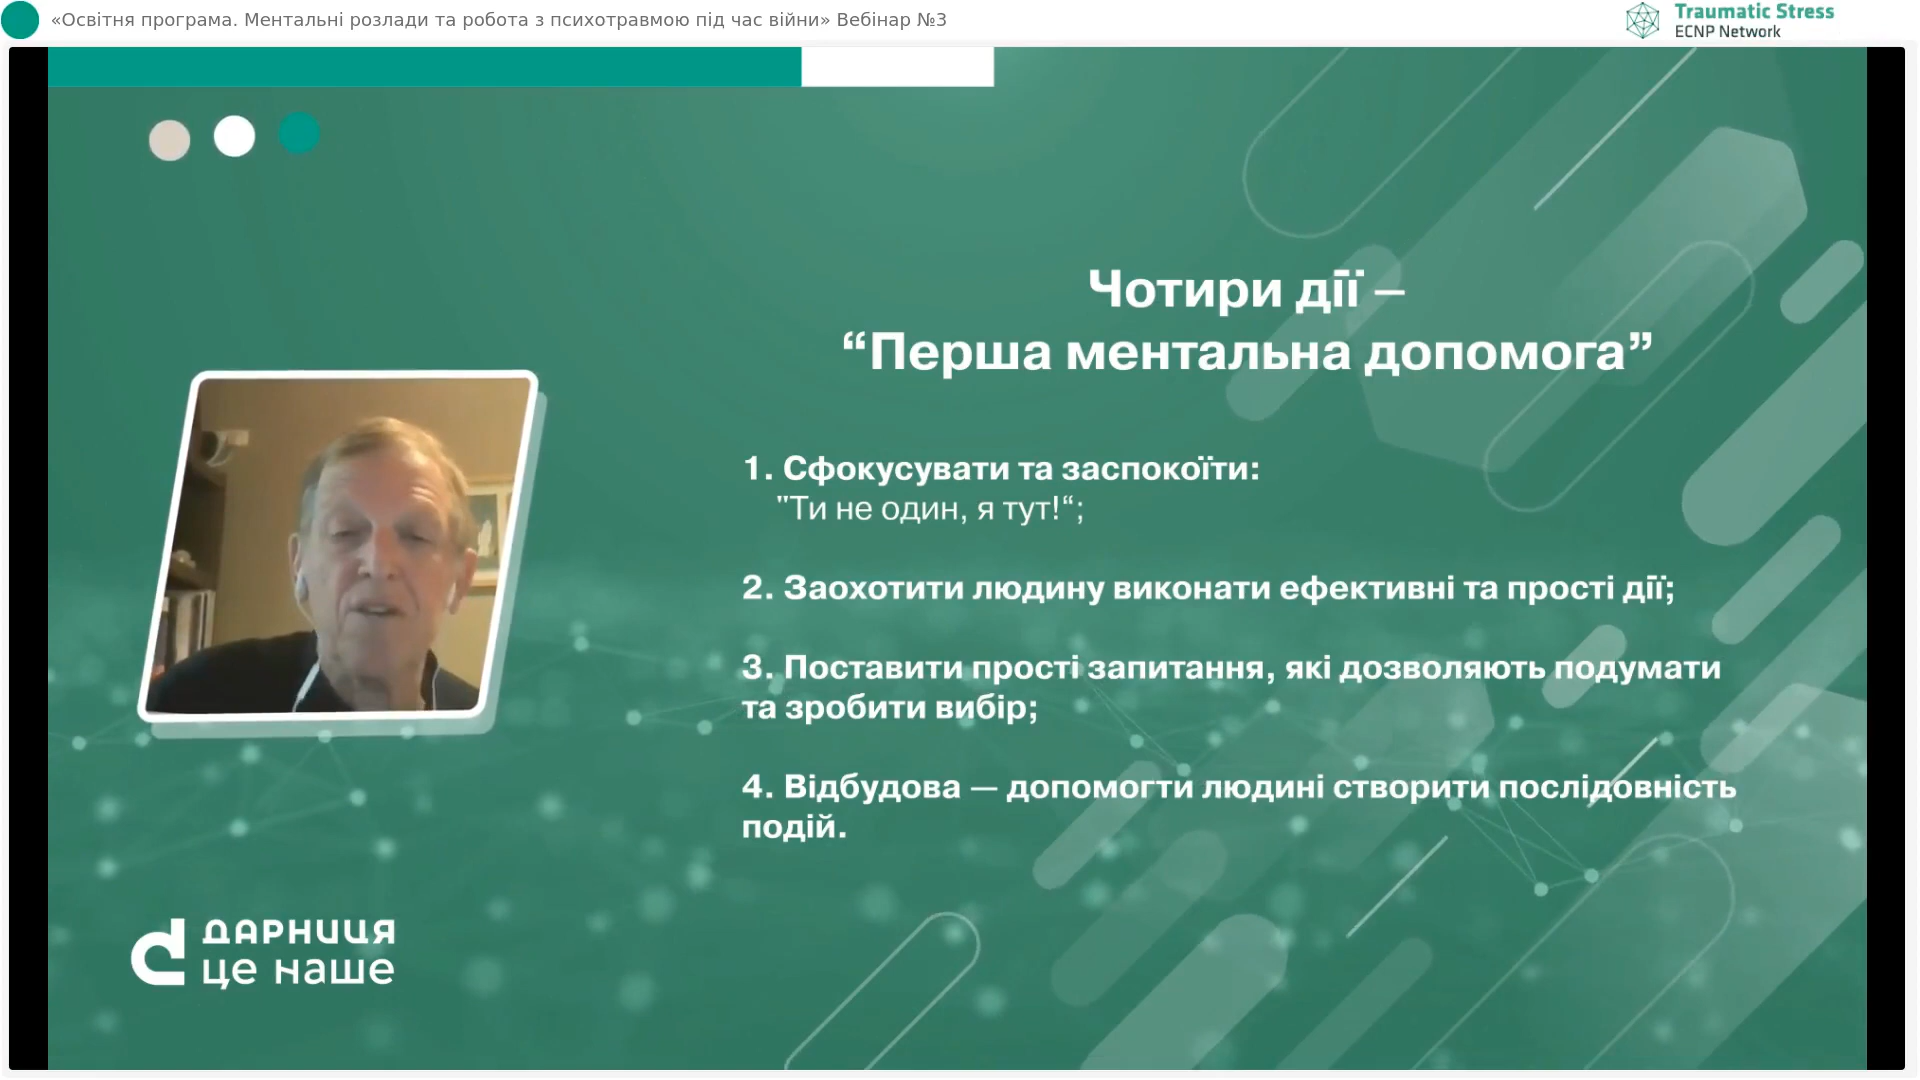 «Освітня програма. Ментальні розлади та робота з психотравмою під час війни» Вебінар №3
Traumatic Stress
ECNP Network
Чотири дії –
“Перша ментальна допомога”
1. Сфокусувати та заспокоїти:
"Ти не один, я тут!“;
2. Заохотити людину виконати ефективні та прості дії;
3. Поставити прості запитання, які дозволяють подумати
та зробити вибір;
4. Відбудова — допомогти людині створити послідовність
подій.
ДАРНИЦЯ
це наше